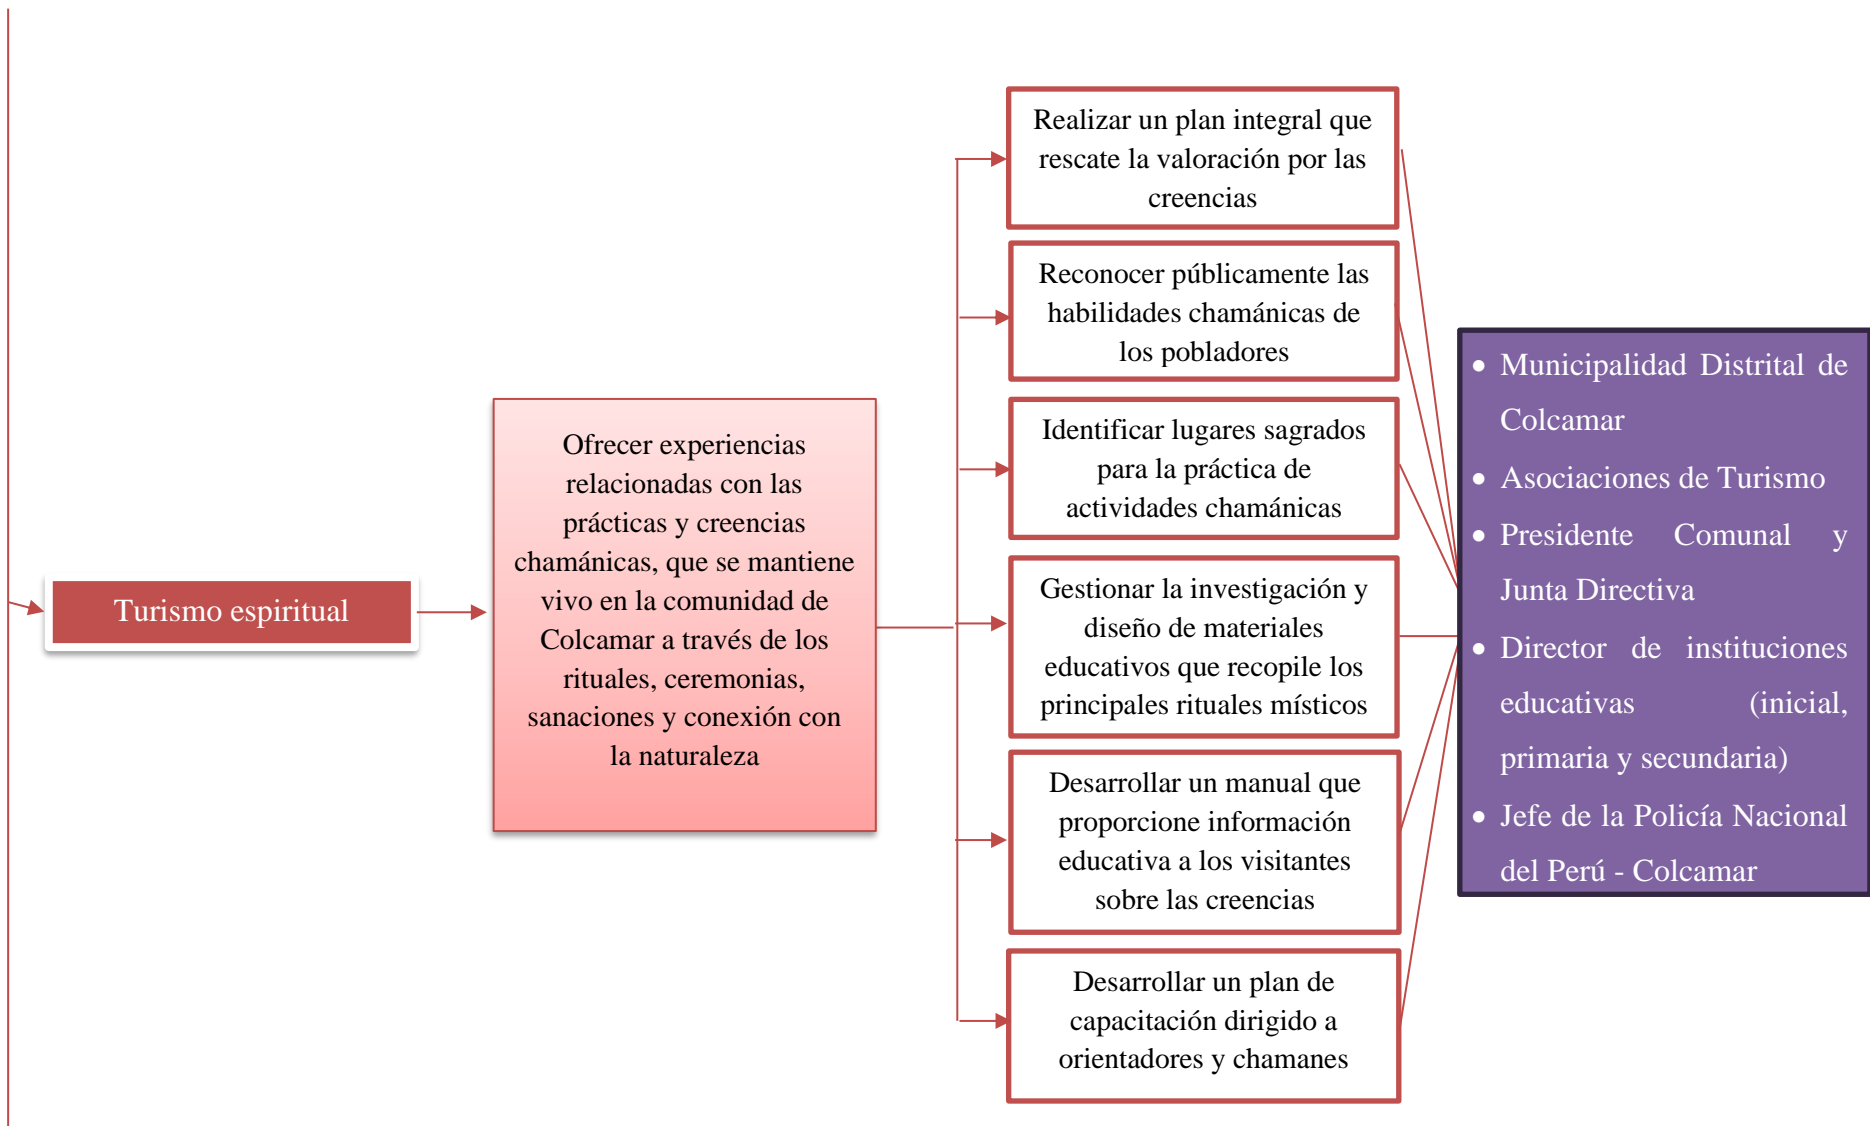 Turismo espiritual
Ofrecer experiencias
relacionadas con las
prácticas y creencias
chamánicas, que se mantiene
vivo en la comunidad de
Colcamar a través de los
rituales, ceremonias,
sanaciones y conexión con
la naturaleza
Realizar un plan integral que
rescate la valoración por las
creencias
Reconocer públicamente las
habilidades chamánicas de
los pobladores
Identificar lugares sagrados
para la práctica de
actividades chamánicas
Gestionar la investigación y
diseño de materiales
educativos que recopile los
principales rituales místicos
Desarrollar un manual que
proporcione información
educativa a los visitantes
sobre las creencias
Desarrollar un plan de
capacitación dirigido a
orientadores y chamanes
• Municipalidad Distrital de
Colcamar
• Asociaciones de Turismo
• Presidente Comunal y
Junta Directiva
• Director de instituciones
educativas (inicial,
primaria y secundaria)
• Jefe de la Policía Nacional
del Perú - Colcamar